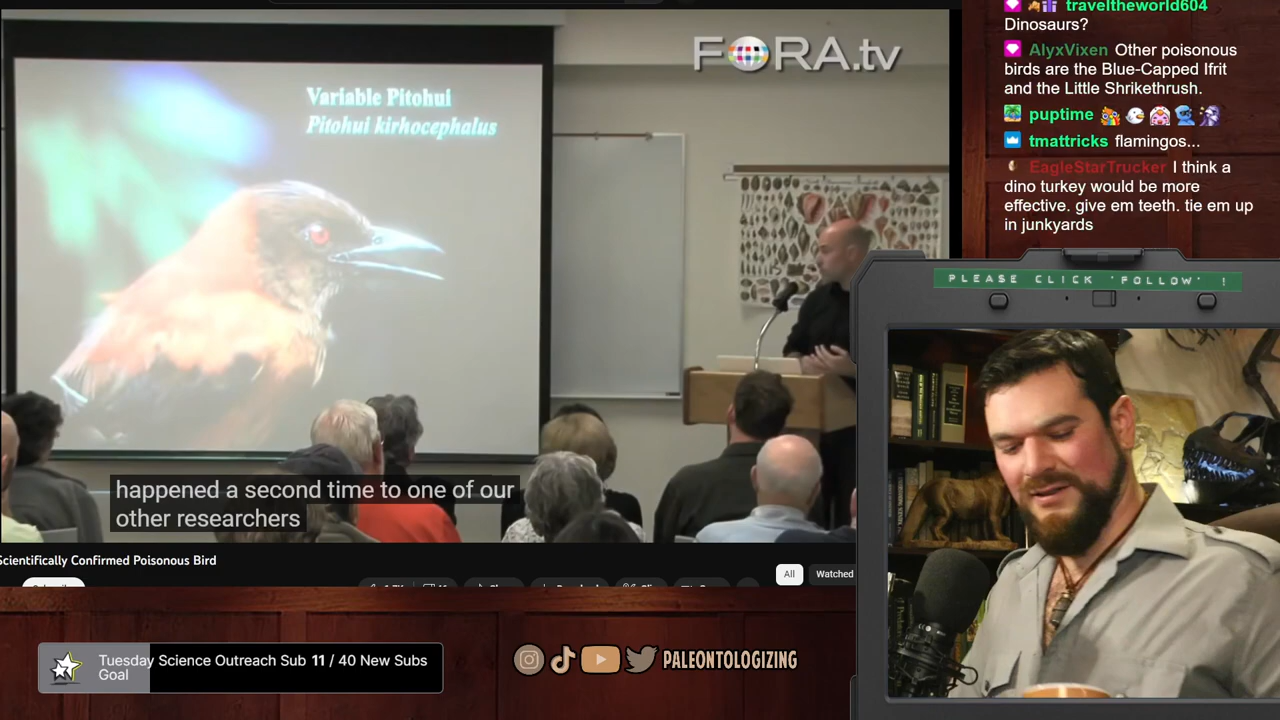 FORA.tv
Variable Pitohui
Pitohui kirhocephalus
happened a second time to one of our
other researchers
Scientifically Confirmed Poisonous Bird
All
Watched
traveltheworld604
Dinosaurs?
AlyxVixen Other poisonous
birds are the Blue-Capped Ifrit
and the Little Shrikethrush.
puptime
tmattricks flamingos...
EagleStarTrucker I think a
dino turkey would be more
effective. give em teeth. tie em up
in junkyards
PLEASE CLICK 'FOLLOW' !
Tuesday Science Outreach Sub 11 / 40 New Subs
Goal
PALEONTOLOGIZING